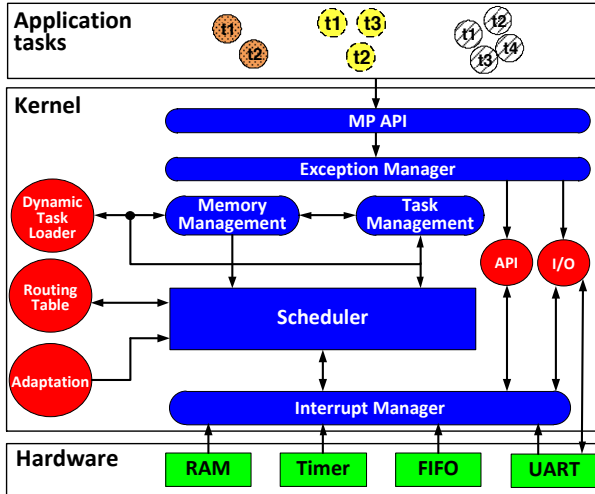 Application
tasks
t1
t2
t1
t3
t2
t1
t2
t3
t4
Kernel
MP API
Exception Manager
Dynamic
Task
Loader
Memory
Management
Task
Management
API
I/O
Routing
Table
Scheduler
Adaptation
Interrupt Manager
Hardware
RAM
Timer
FIFO
UART